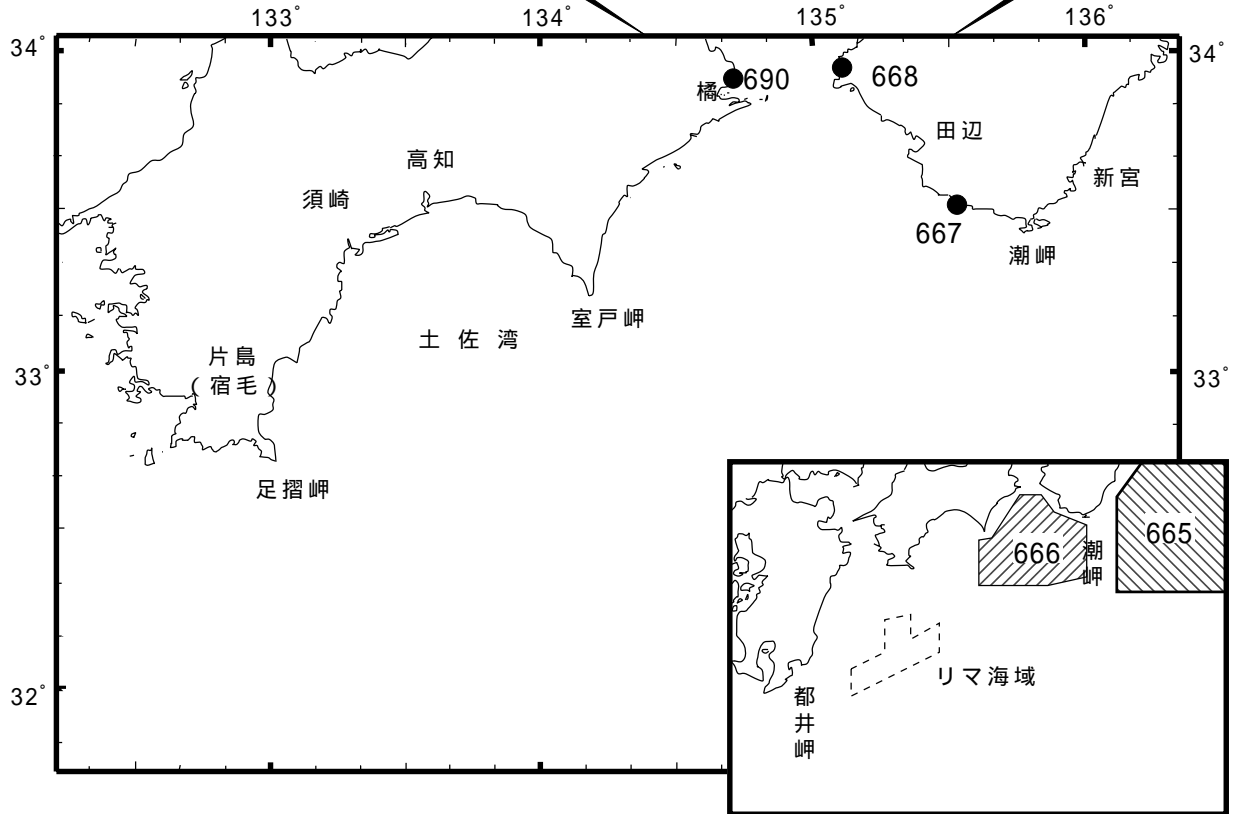 133°
134°
135°
136°
34°
34°
橘
690
668
田辺
高知
新宮
須崎
667
潮岬
室戸岬
土佐湾
片島
(宿毛)
33°
33°
足摺岬
666
潮岬
665
リマ海域
32°
都井岬